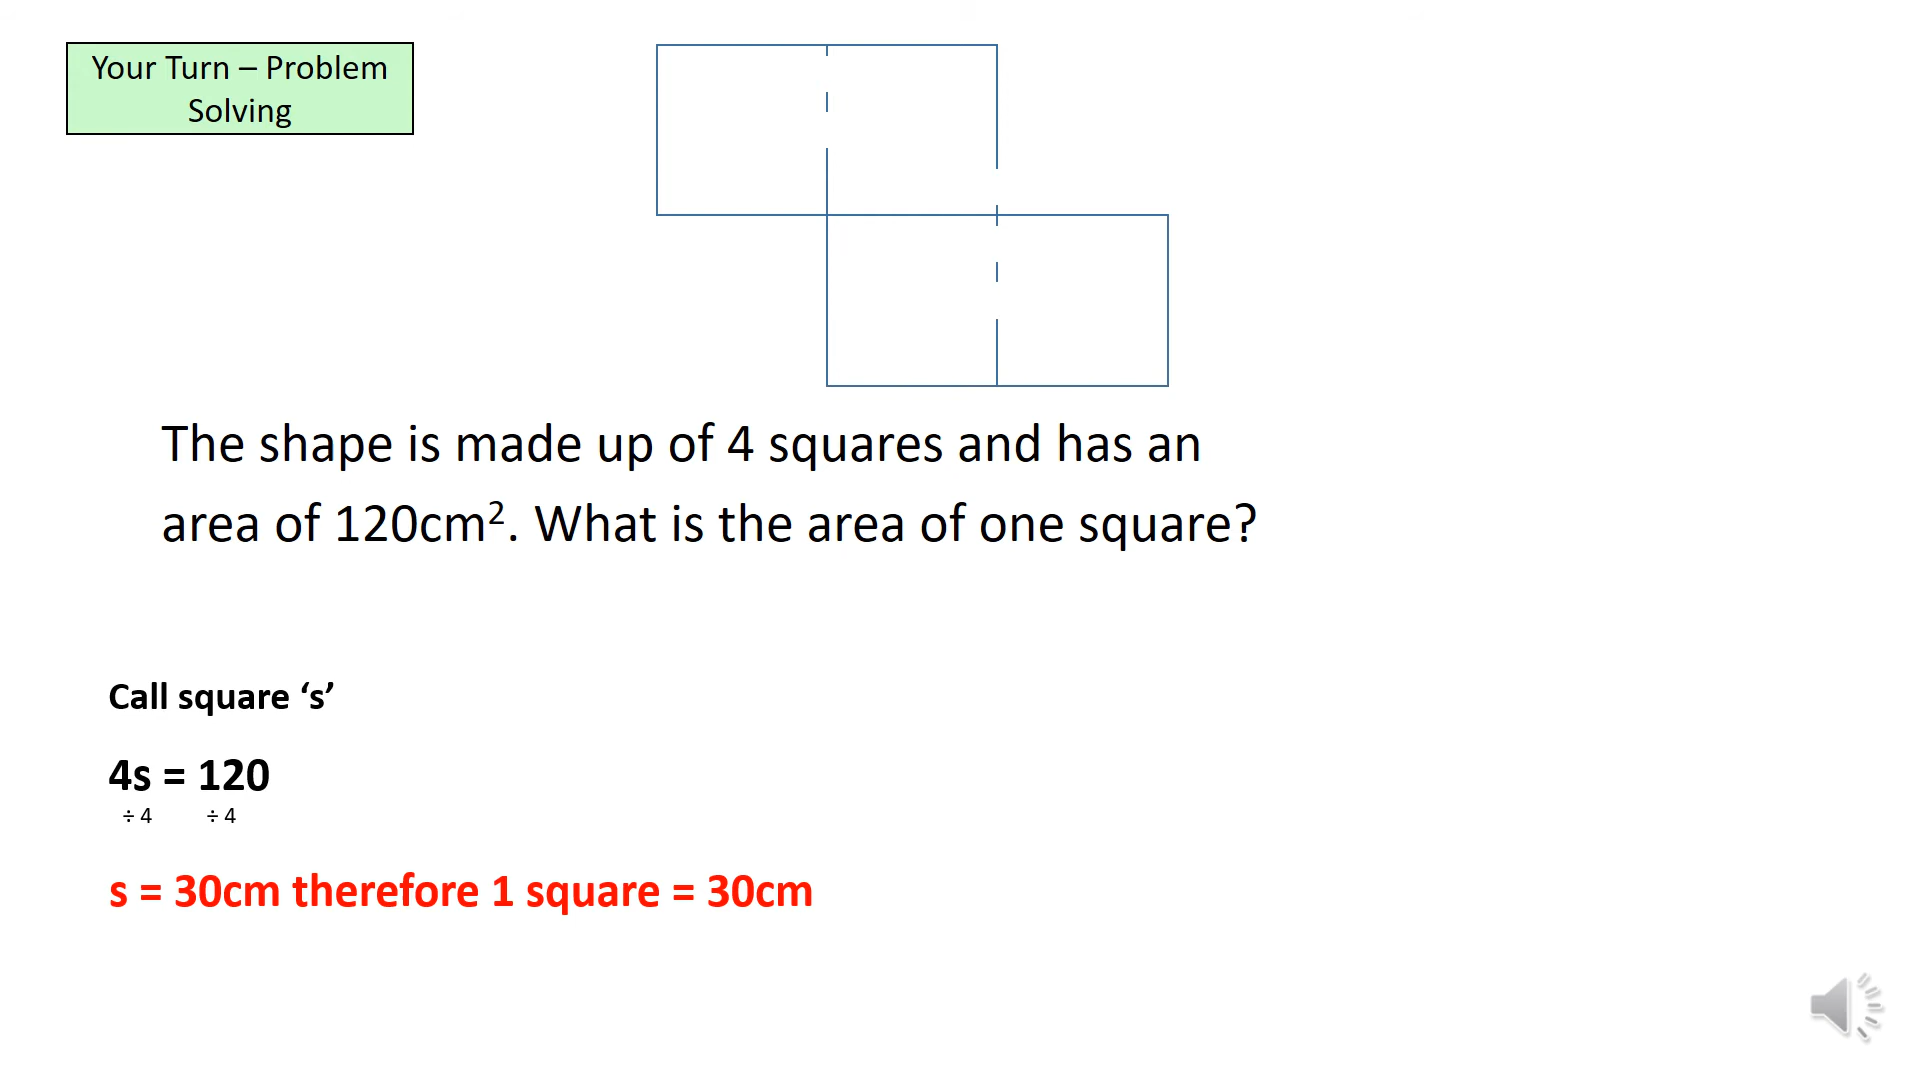 Your Turn – Problem
Solving
The shape is made up of 4 squares and has an
area of 120cm². What is the area of one square?
Call square ‘s’
4s = 120
÷ 4 ÷ 4
s = 30cm therefore 1 square = 30cm